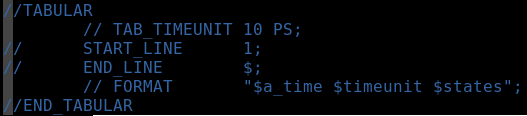 //TABULAR
        // TAB_TIMEUNIT 10 PS;
//      START_LINE      1;
//      END_LINE        $;
        // FORMAT       "$a_time $timeunit $states";
//END_TABULAR